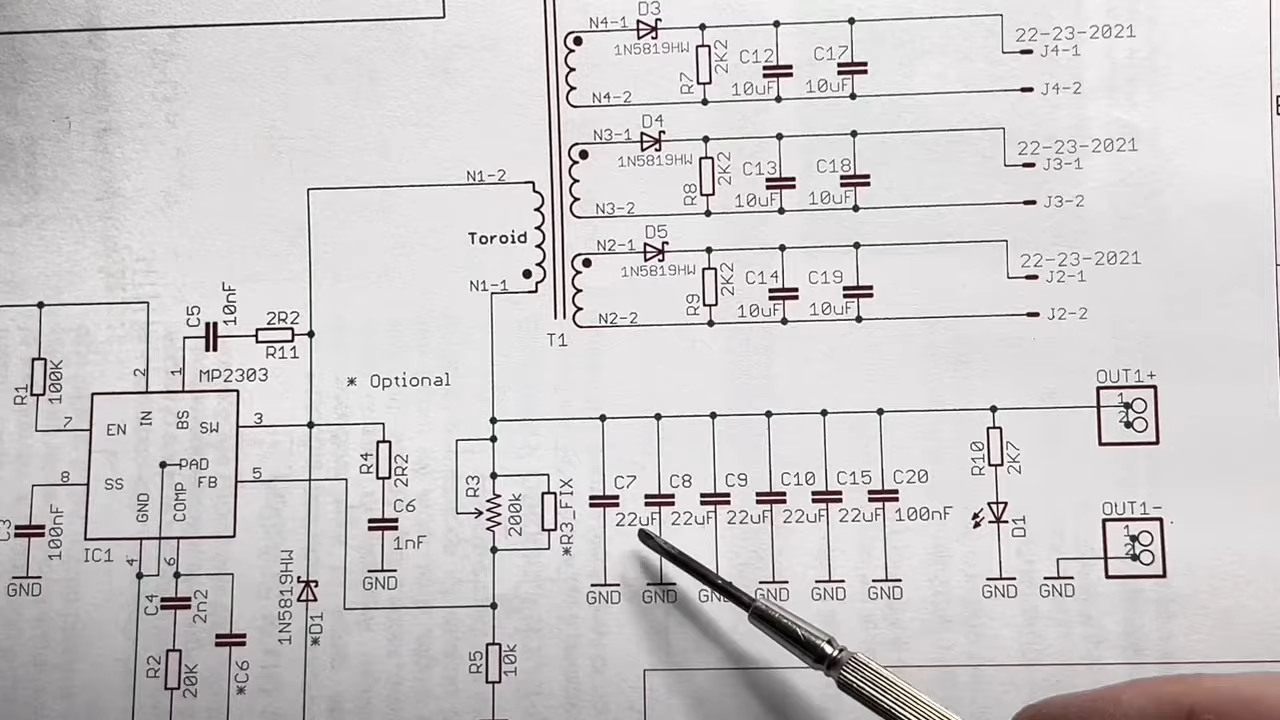 D3
N4-1
1N5819HW
R7
2K2
C12
10uF
C17
10uF
22-23-2021
J4-1
N4-2
J4-2
D4
N3-1
1N5819HW
R8
2K2
C13
10uF
C18
10uF
22-23-2021
J3-1
N3-2
J3-2
N1-2
Toroid
N1-1
D5
N2-1
1N5819HW
R9
2K2
C14
10uF
C19
10uF
22-23-2021
J2-1
N2-2
J2-2
T1
C5
10nF
2R2
R11
R1
100K
2
1
MP2303
* Optional
7
EN
IN
BS
SW
3
PAD
8
SS
FB
5
GND
COMP
IC1
4
6
C3
100nF
GND
R4
2R2
C6
1nF
GND
1N5819HW
*D1
C4
2n2
R2
20K
*C6
R3
200k
*R3_FIX
R5
10k
C7
22uF
GND
C8
22uF
GND
C9
22uF
GND
C10
22uF
GND
C15
22uF
GND
C20
100nF
GND
R10
2K7
D1
GND
OUT1+
1
2
OUT1-
1
2
GND